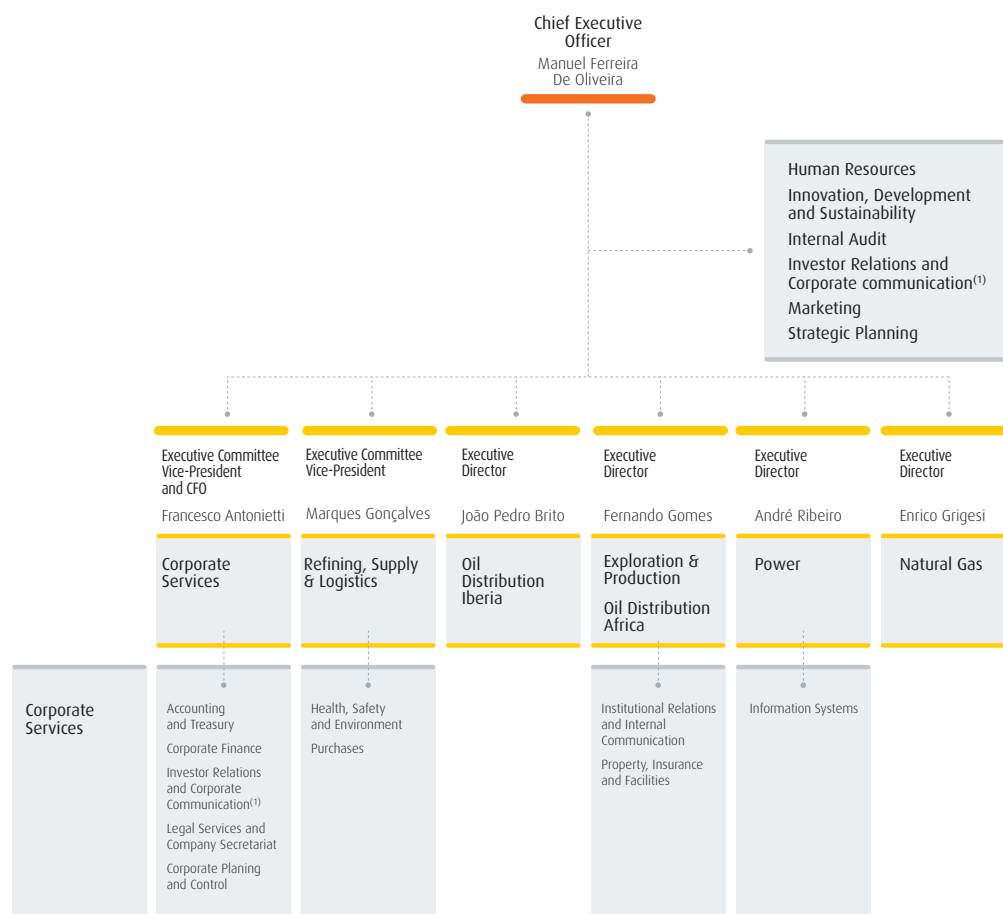 Chief Executive
Officer
Manuel Ferreira
De Oliveira
Human Resources
Innovation, Development
and Sustainability
Internal Audit
Investor Relations and
Corporate communication(1)
Marketing
Strategic Planning
Executive Committee
Vice-President
and CFO
Francesco Antonietti
Executive Committee
Vice-President
Marques Gonçalves
Executive
Director
João Pedro Brito
Executive
Director
Fernando Gomes
Executive
Director
André Ribeiro
Executive
Director
Enrico Grigesi
Corporate
Services
Refining, Supply
& Logistics
Oil
Distribution
Iberia
Exploration &
Production
Oil Distribution
Africa
Power
Natural Gas
Corporate
Services
Accounting
and Treasury
Corporate Finance
Investor Relations
and Corporate
Communication(1)
Legal Services and
Company Secretariat
Corporate Planing
and Control
Health, Safety
and Environment
Purchases
Institutional Relations
and Internal
Communication
Property, Insurance
and Facilities
Information Systems